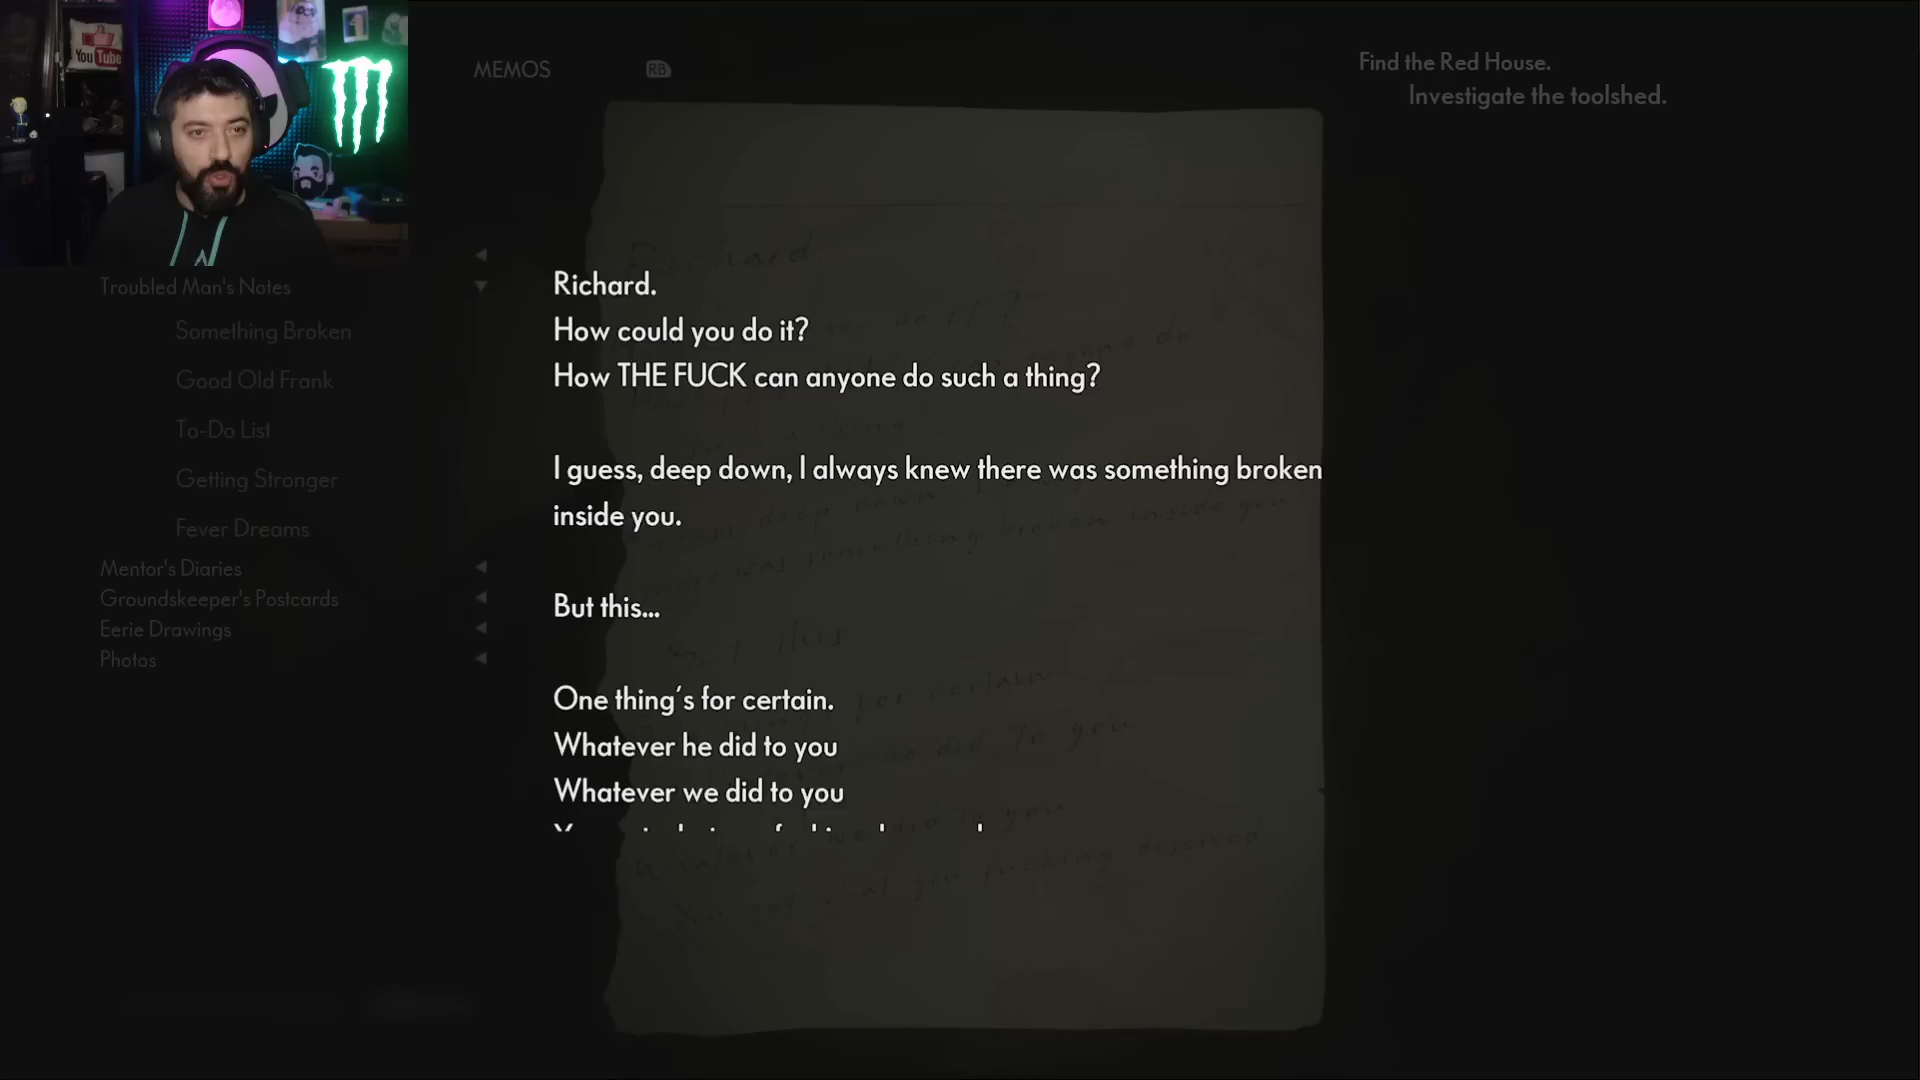 You Tube
MEMOS
RB
Find the Red House.
Investigate the toolshed.
Troubled Man's Notes
Something Broken
Good Old Frank
To-Do List
Getting Stronger
Fever Dreams
Mentor's Diaries
Groundskeeper's Postcards
Eerie Drawings
Photos
Richard.
How could you do it?
How THE FUCK can anyone do such a thing?
I guess, deep down, I always knew there was something broken
inside you.
But this...
One thing's for certain.
Whatever he did to you
Whatever we did to you